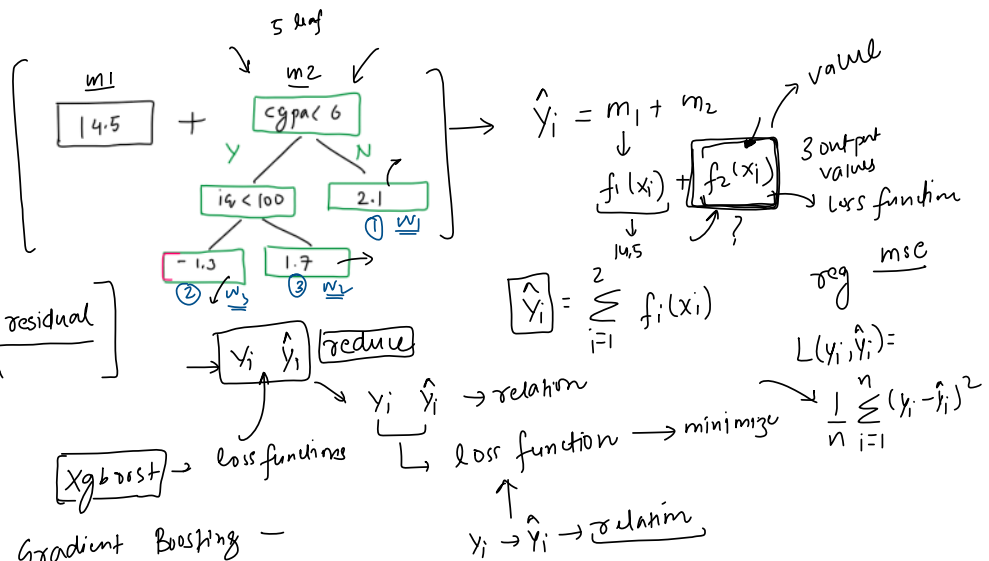 5 leaf
m1
m2
14.5
+
cgpa< 6
Y
N
iq < 100
2.1
① w1
- 1.3
1.7
② w3
③ w2
ŷi = m1 + m2
value
f1(xi) + f2(xi)
3 output
values
loss function
14.5
?
reg mse
ŷi = Σ_{i=1}^{2} fi(xi)
L(yi, ŷi) =
1/n Σ_{i=1}^{n} (yi - ŷi)²
residual
yi ŷi reduce
yi ŷi → relation
loss function → minimize
Xgboost → loss functions
yi → ŷi → relation
Gradient Boosting -